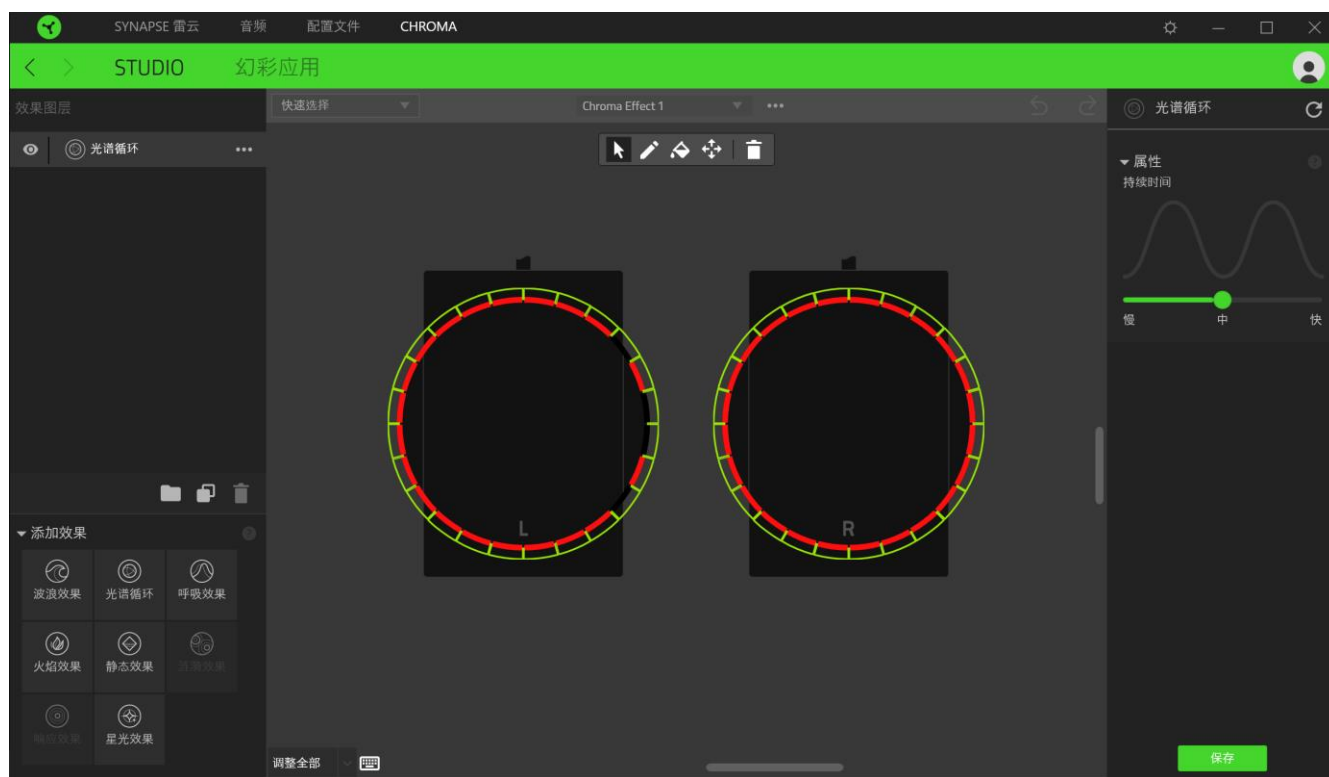 SYNAPSE 雷云 音频 配置文件 CHROMA
STUDIO 幻彩应用
效果图层
快速选择
Chroma Effect 1
光谱循环
光谱循环
属性
持续时间
慢 中 快
L
R
添加效果
波浪效果 光谱循环 呼吸效果
火焰效果 静态效果
响应效果 星光效果
调整全部
保存